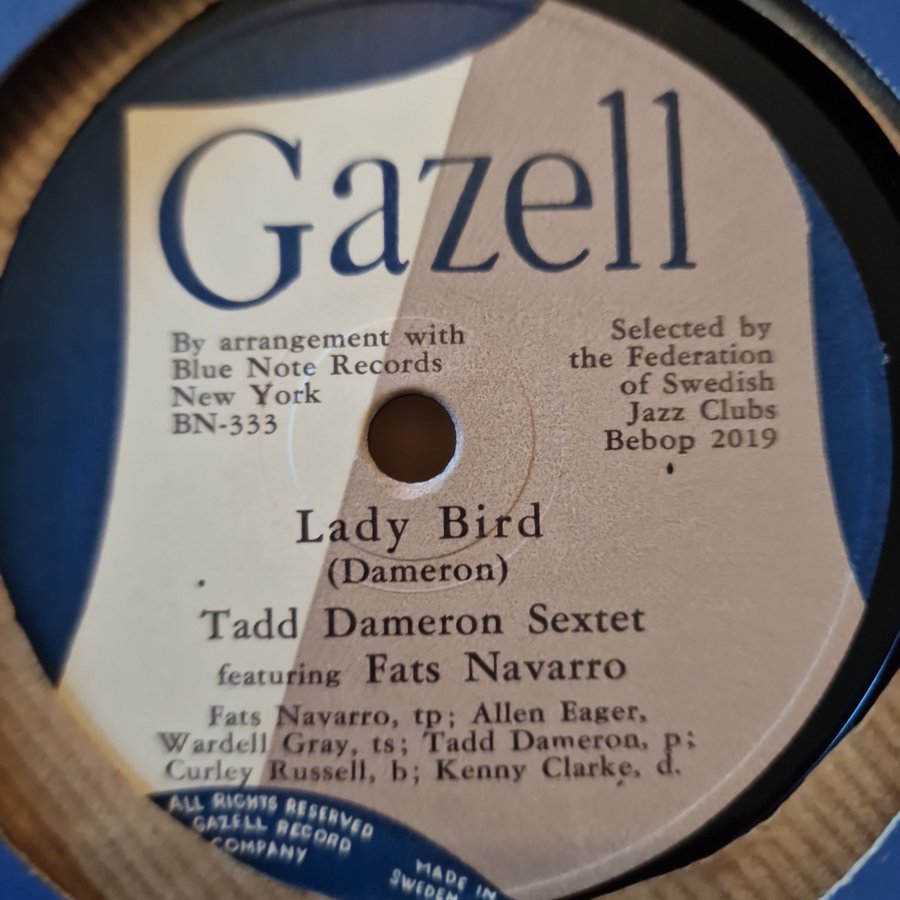 Gazell
By arrangement with
Blue Note Records
New York
BN-333
Selected by
the Federation
of Swedish
Jazz Clubs
Bebop 2019
Lady Bird
(Dameron)
Tadd Dameron Sextet
featuring Fats Navarro
Fats Navarro, tp; Allen Eager,
Wardell Gray, ts; Tadd Dameron, p;
Curley Russell, b; Kenny Clarke, d.
ALL RIGHTS RESERVED
GAZELL RECORD
COMPANY
MADE IN
SWEDEN